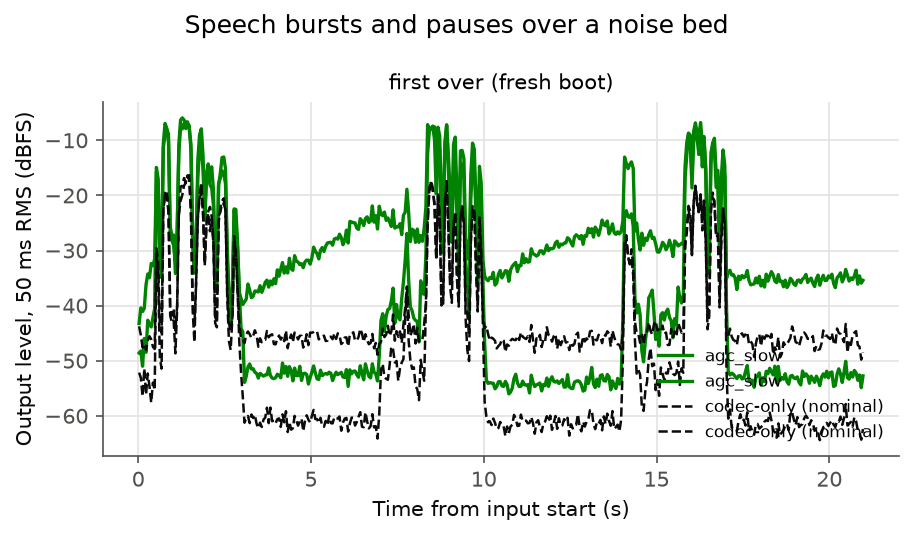 Speech bursts and pauses over a noise bed
first over (fresh boot)
Output level, 50 ms RMS (dBFS)
−10
−20
−30
−40
−50
−60
agc_slow
agc_slow
codec-only (nominal)
codec-only (nominal)
0
5
10
15
20
Time from input start (s)